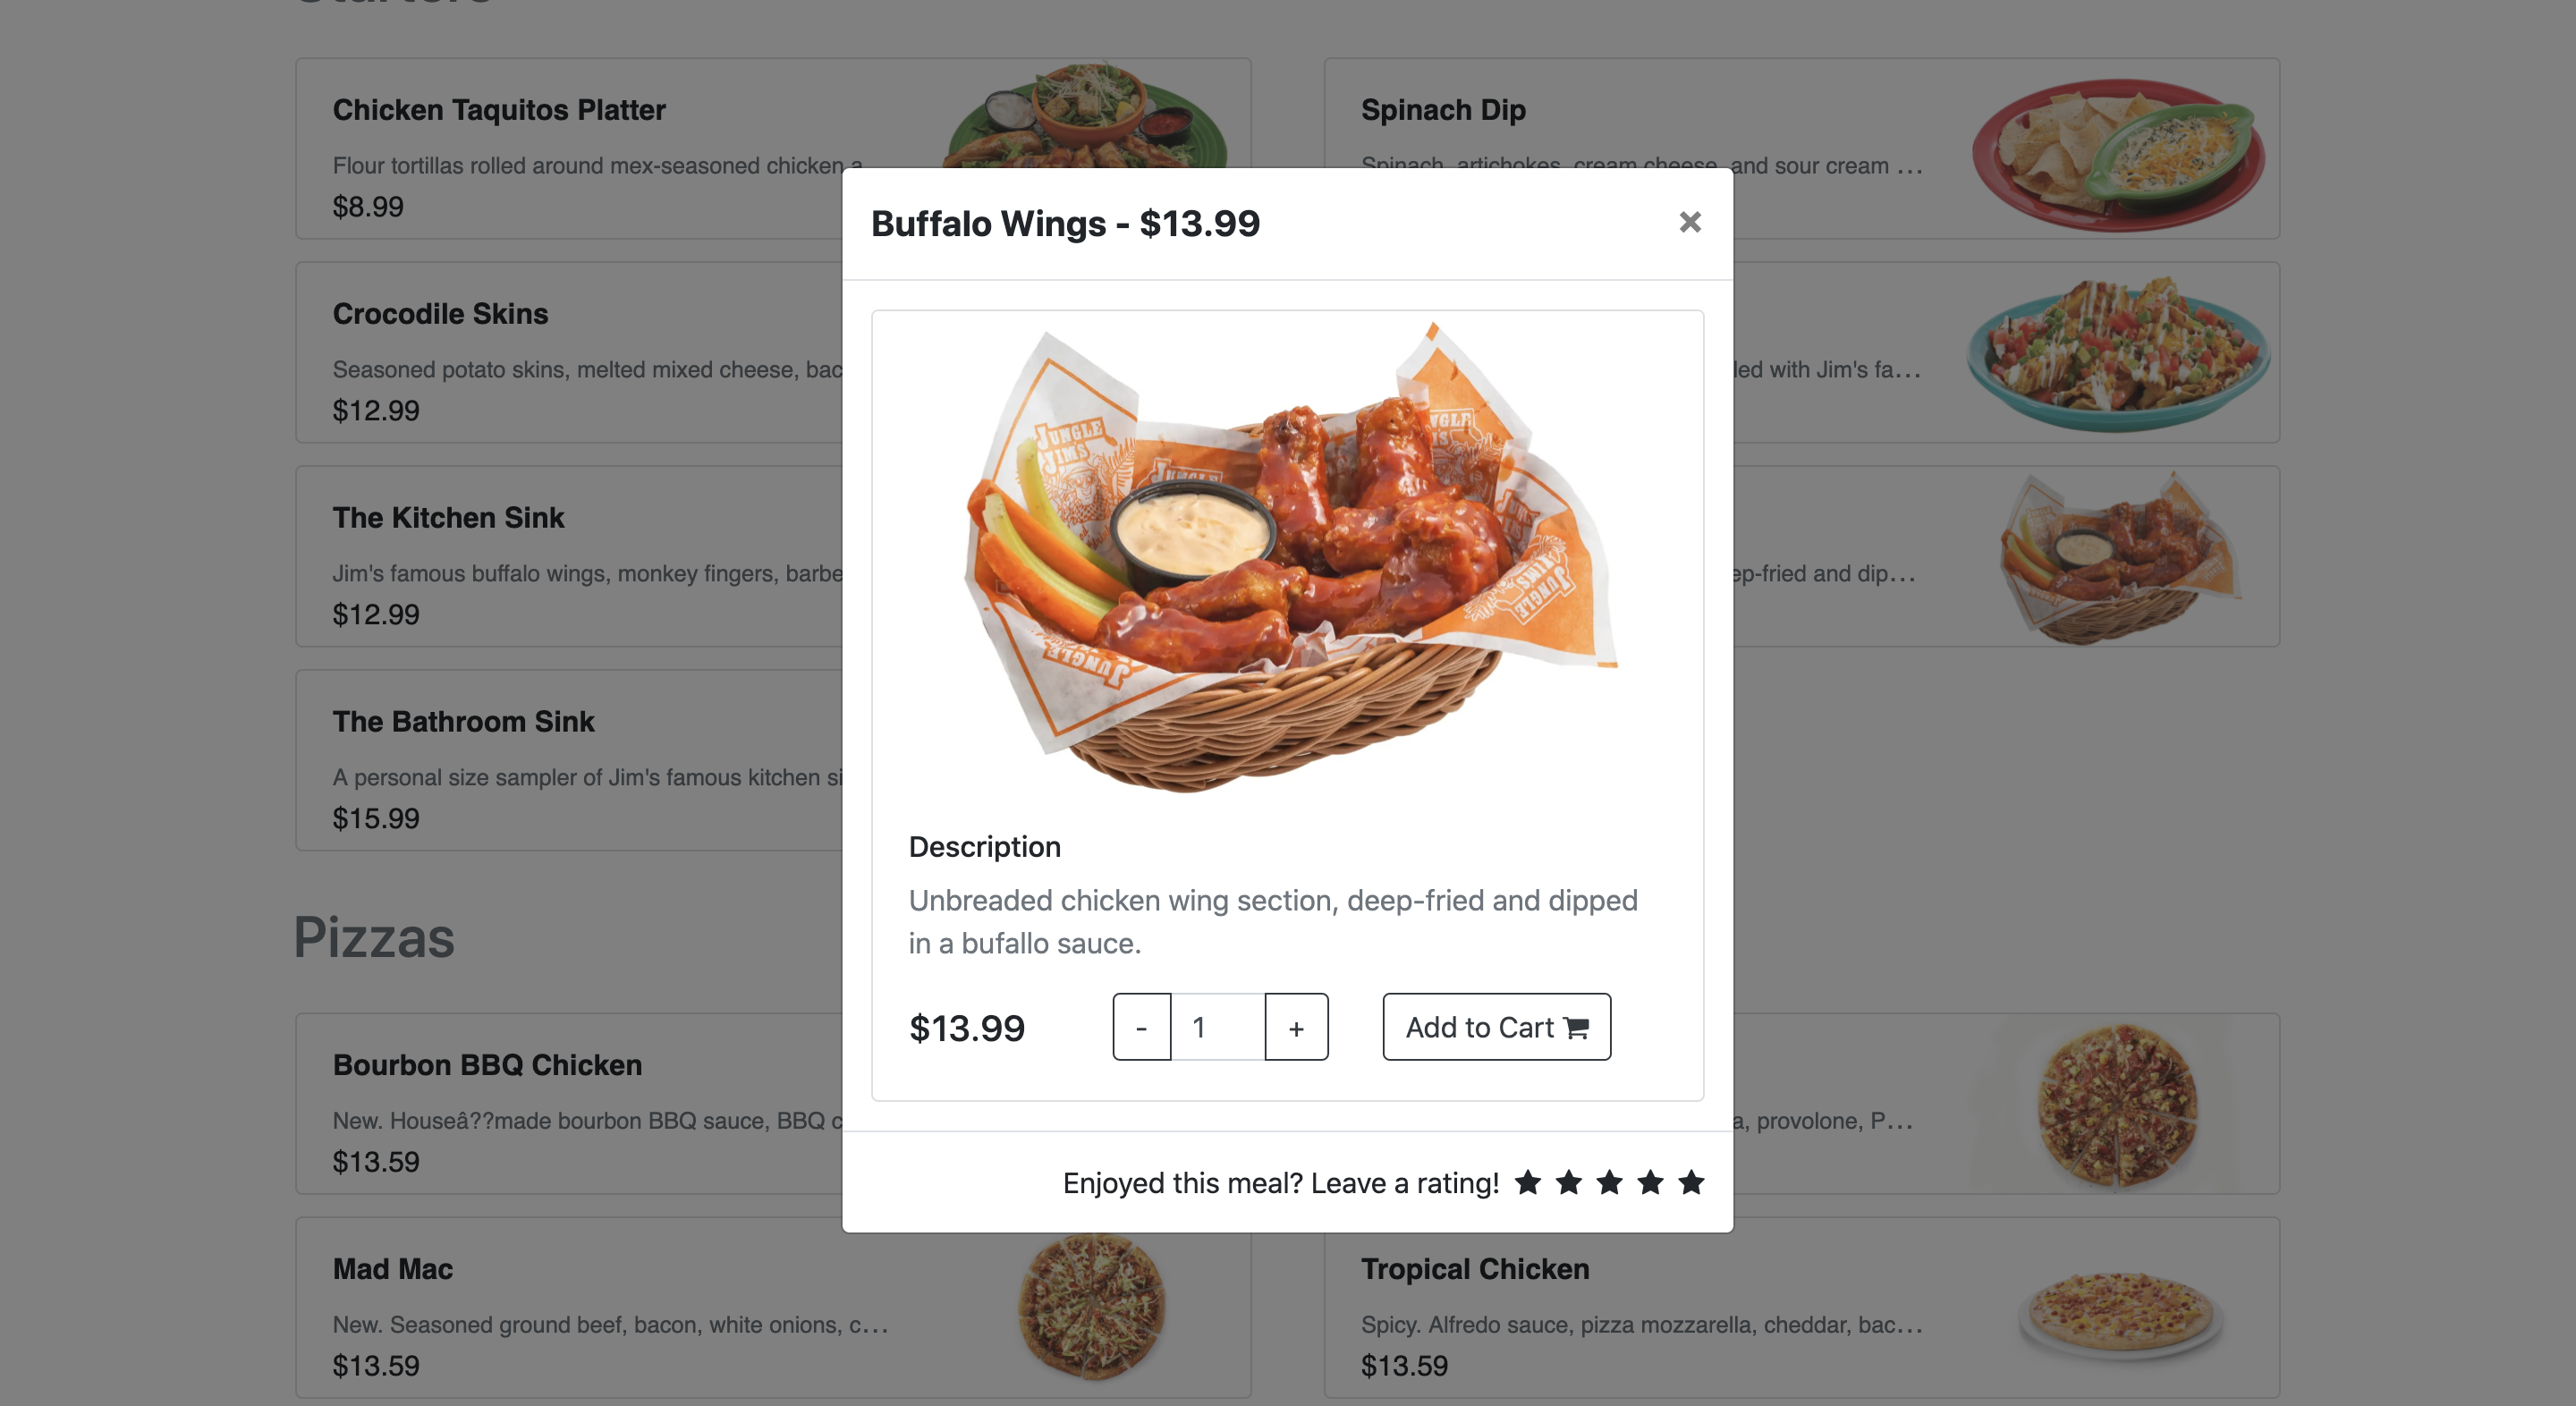 Chicken Taquitos Platter
Flour tortillas rolled around mex-seasoned chicken a
$8.99
Spinach Dip
Spinach, artichokes, cream cheese, and sour cream ...
Crocodile Skins
Seasoned potato skins, melted mixed cheese, bac
$12.99
led with Jim's fa...
The Kitchen Sink
Jim's famous buffalo wings, monkey fingers, barbe
$12.99
ep-fried and dip...
The Bathroom Sink
A personal size sampler of Jim's famous kitchen si
$15.99
Pizzas
Bourbon BBQ Chicken
New. Houseâ??made bourbon BBQ sauce, BBQ c
$13.59
a, provolone, P...
Mad Mac
New. Seasoned ground beef, bacon, white onions, c...
$13.59
Tropical Chicken
Spicy. Alfredo sauce, pizza mozzarella, cheddar, bac...
$13.59
Buffalo Wings - $13.99
×
JUNGLE
JIM'S
JUNGLE
JUNGLE
JIM'S
JUNGLE
Description
Unbreaded chicken wing section, deep-fried and dipped
in a bufallo sauce.
$13.99 - 1 + Add to Cart
Enjoyed this meal? Leave a rating!